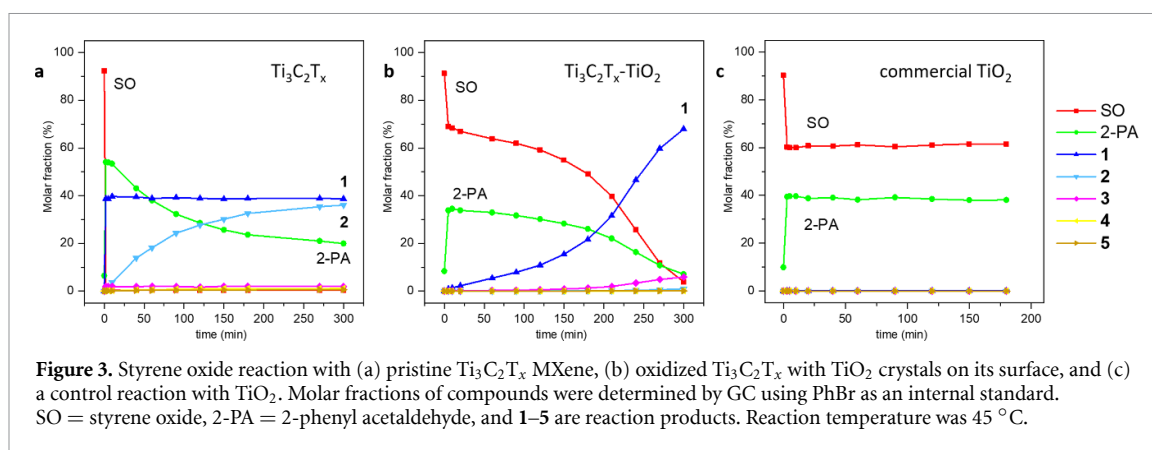 a
Ti₃C₂Tₓ
SO
1
2
2-PA
Molar fraction (%)
100
80
60
40
20
0
0 50 100 150 200 250 300
time (min)
b
Ti₃C₂Tₓ-TiO₂
SO
1
2-PA
Molar fraction (%)
100
80
60
40
20
0
0 50 100 150 200 250 300
time (min)
c
commercial TiO₂
SO
2-PA
Molar fraction (%)
100
80
60
40
20
0
0 50 100 150 200
time (min)
SO
2-PA
1
2
3
4
5
Figure 3. Styrene oxide reaction with (a) pristine Ti₃C₂Tₓ MXene, (b) oxidized Ti₃C₂Tₓ with TiO₂ crystals on its surface, and (c)
a control reaction with TiO₂. Molar fractions of compounds were determined by GC using PhBr as an internal standard.
SO = styrene oxide, 2-PA = 2-phenyl acetaldehyde, and 1–5 are reaction products. Reaction temperature was 45 °C.